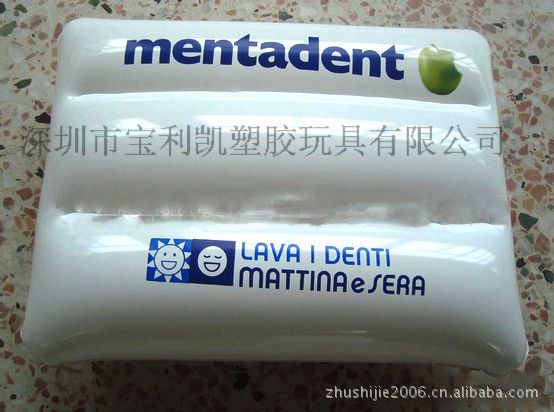 mentadent
深圳市宝利凯塑胶玩具有限公司
LAVA I DENTI
MATTINA e SERA
zhushijie2006.cn.alibaba.com